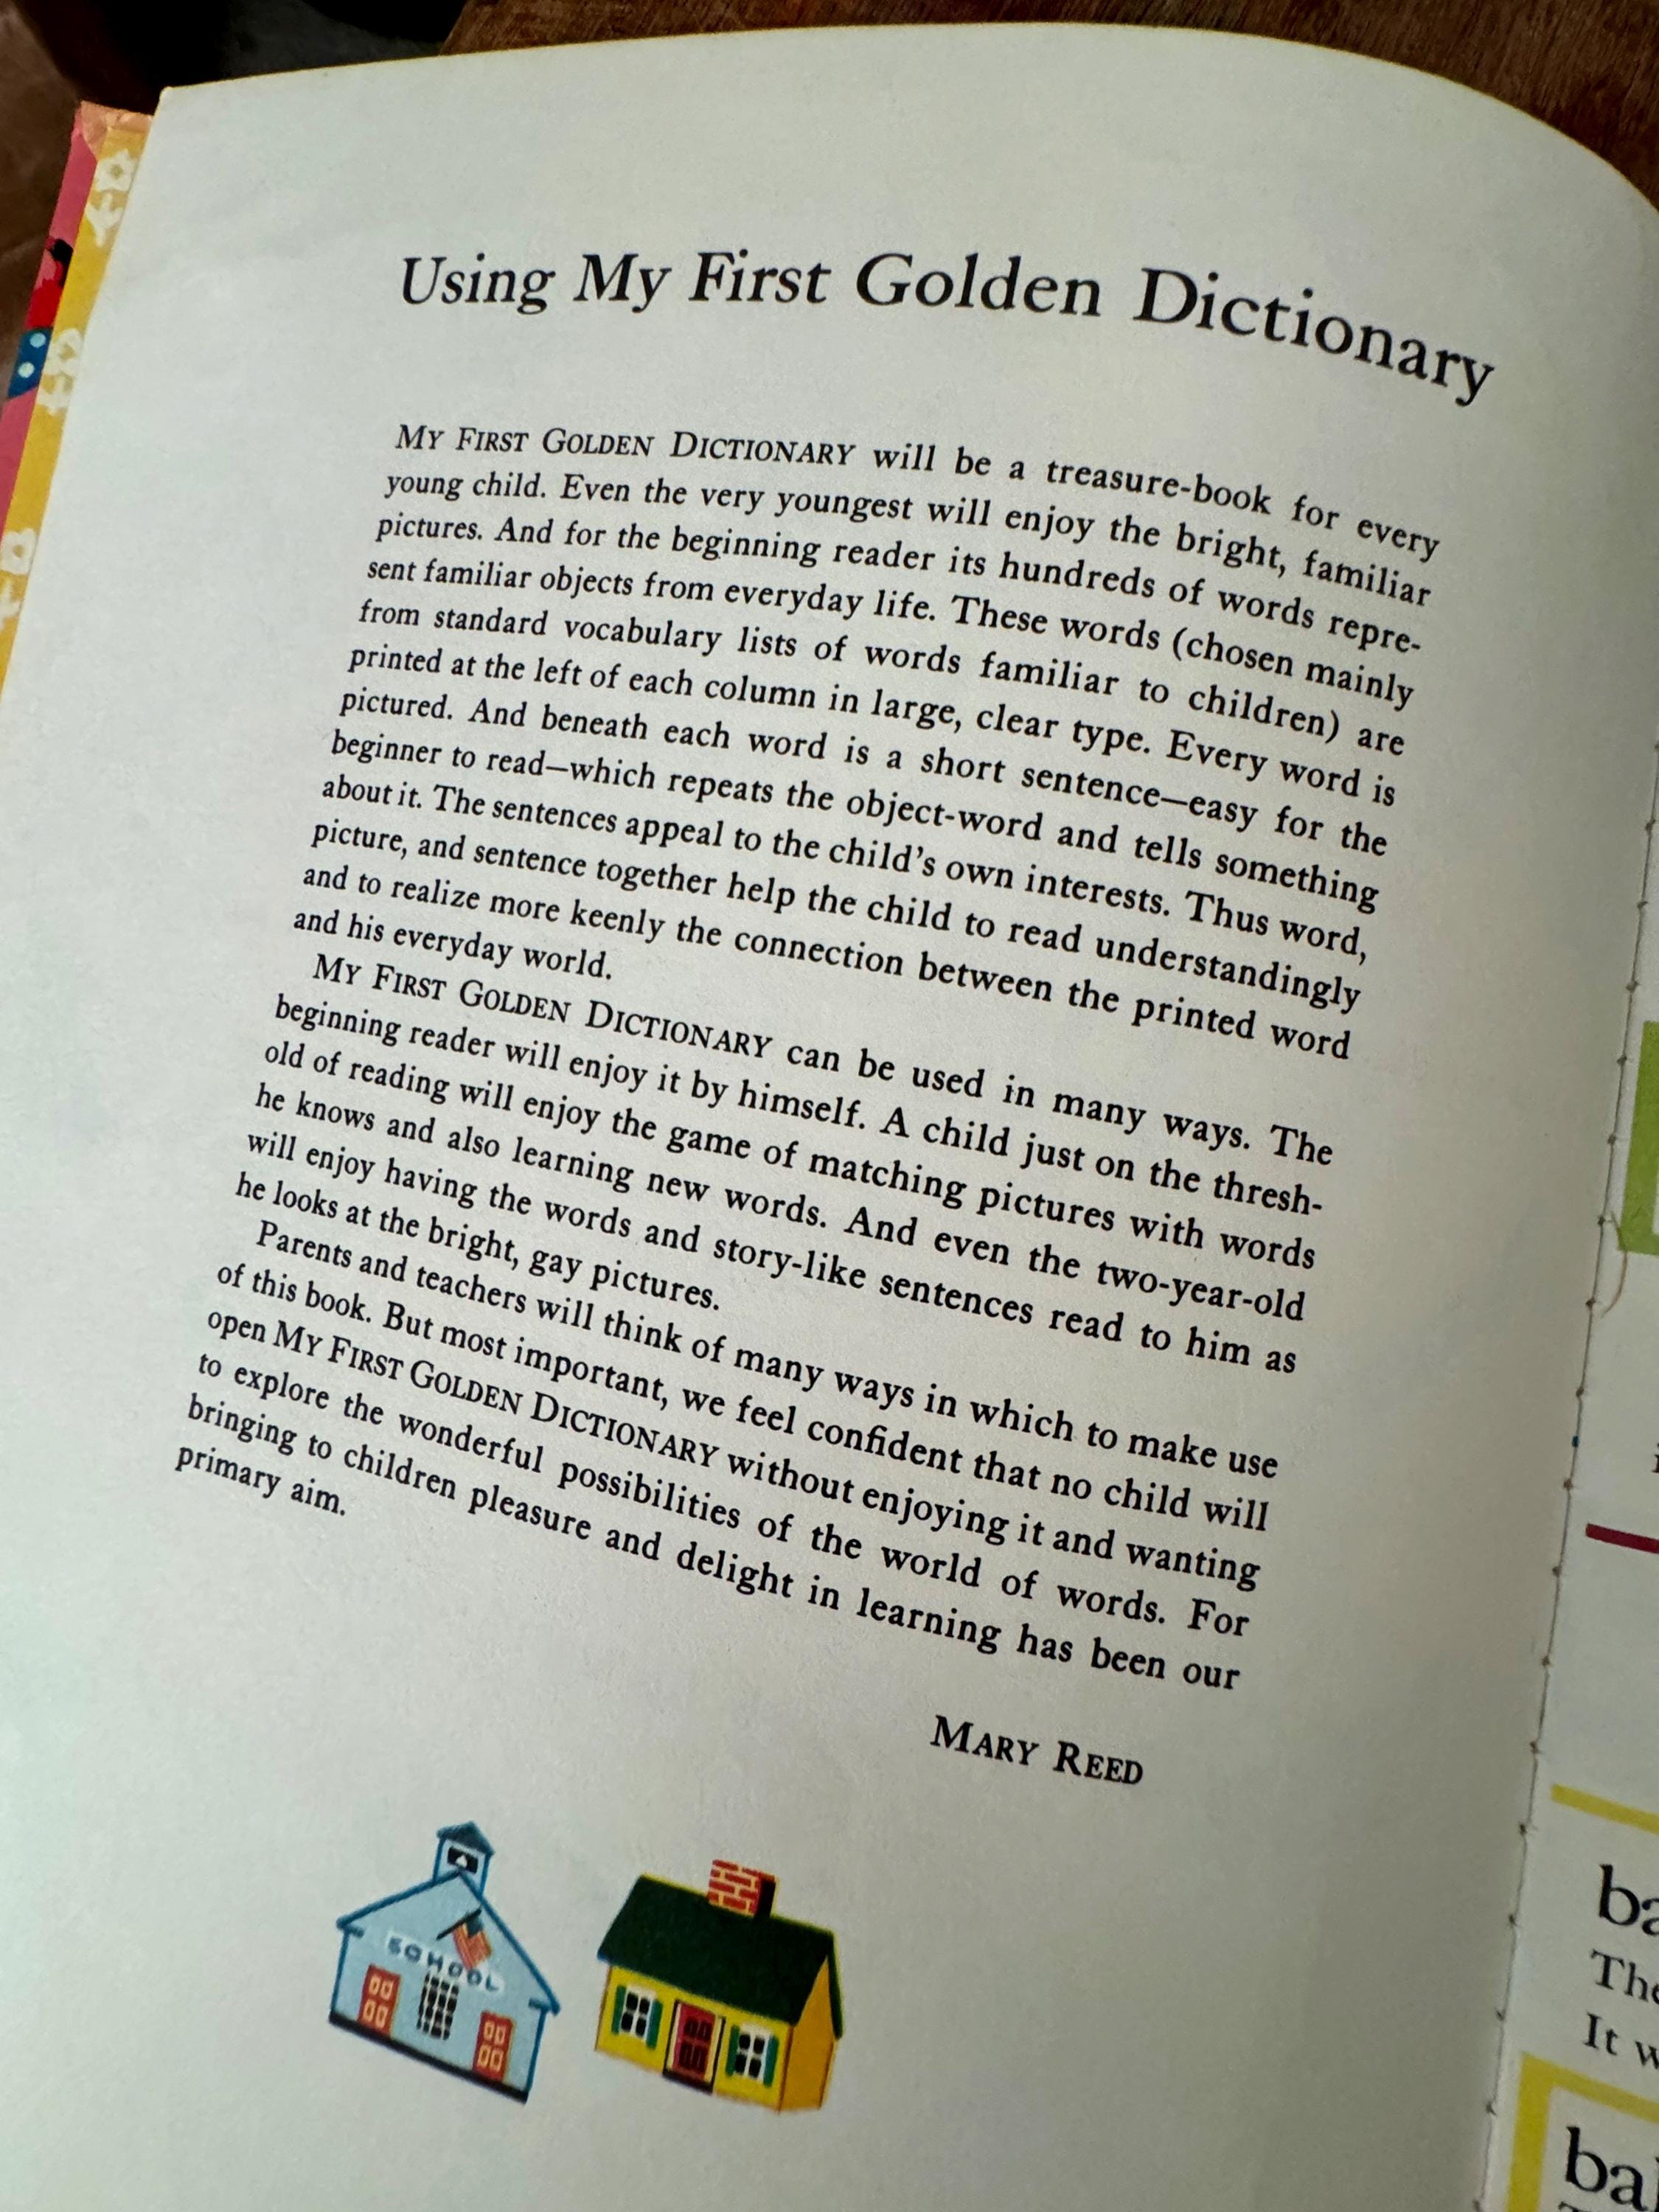 Using My First Golden Dictionary
MY FIRST GOLDEN DICTIONARY will be a treasure-book for every
young child. Even the very youngest will enjoy the bright, familiar
pictures. And for the beginning reader its hundreds of words repre-
sent familiar objects from everyday life. These words (chosen mainly
from standard vocabulary lists of words familiar to children) are
printed at the left of each column in large, clear type. Every word is
pictured. And beneath each word is a short sentence—easy for the
beginner to read—which repeats the object-word and tells something
about it. The sentences appeal to the child's own interests. Thus word,
picture, and sentence together help the child to read understandingly
and to realize more keenly the connection between the printed word
and his everyday world.
MY FIRST GOLDEN DICTIONARY can be used in many ways. The
beginning reader will enjoy it by himself. A child just on the thresh-
old of reading will enjoy the game of matching pictures with words
he knows and also learning new words. And even the two-year-old
will enjoy having the words and story-like sentences read to him as
he looks at the bright, gay pictures.
Parents and teachers will think of many ways in which to make use
of this book. But most important, we feel confident that no child will
open MY FIRST GOLDEN DICTIONARY without enjoying it and wanting
to explore the wonderful possibilities of the world of words. For
bringing to children pleasure and delight in learning has been our
primary aim.
MARY REED
SCHOOL
It